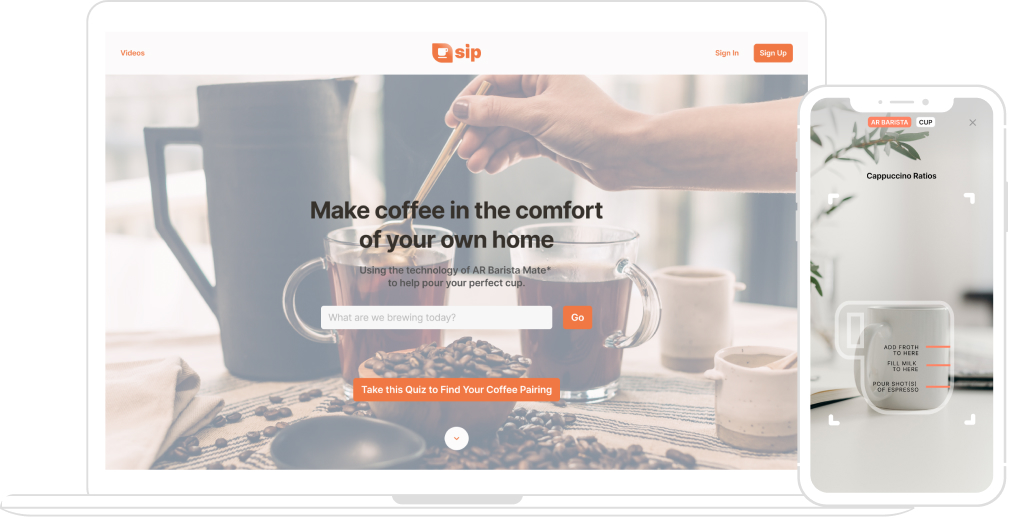 Videos
sip
Sign In
Sign Up
Make coffee in the comfort
of your own home
Using the technology of AR Barista Mate*
to help pour your perfect cup.
What are we brewing today?
Go
Take this Quiz to Find Your Coffee Pairing
AR BARISTA
CUP
Cappuccino Ratios
ADD FROTH
TO HERE
FILL MILK
TO HERE
POUR SHOT(S)
OF ESPRESSO